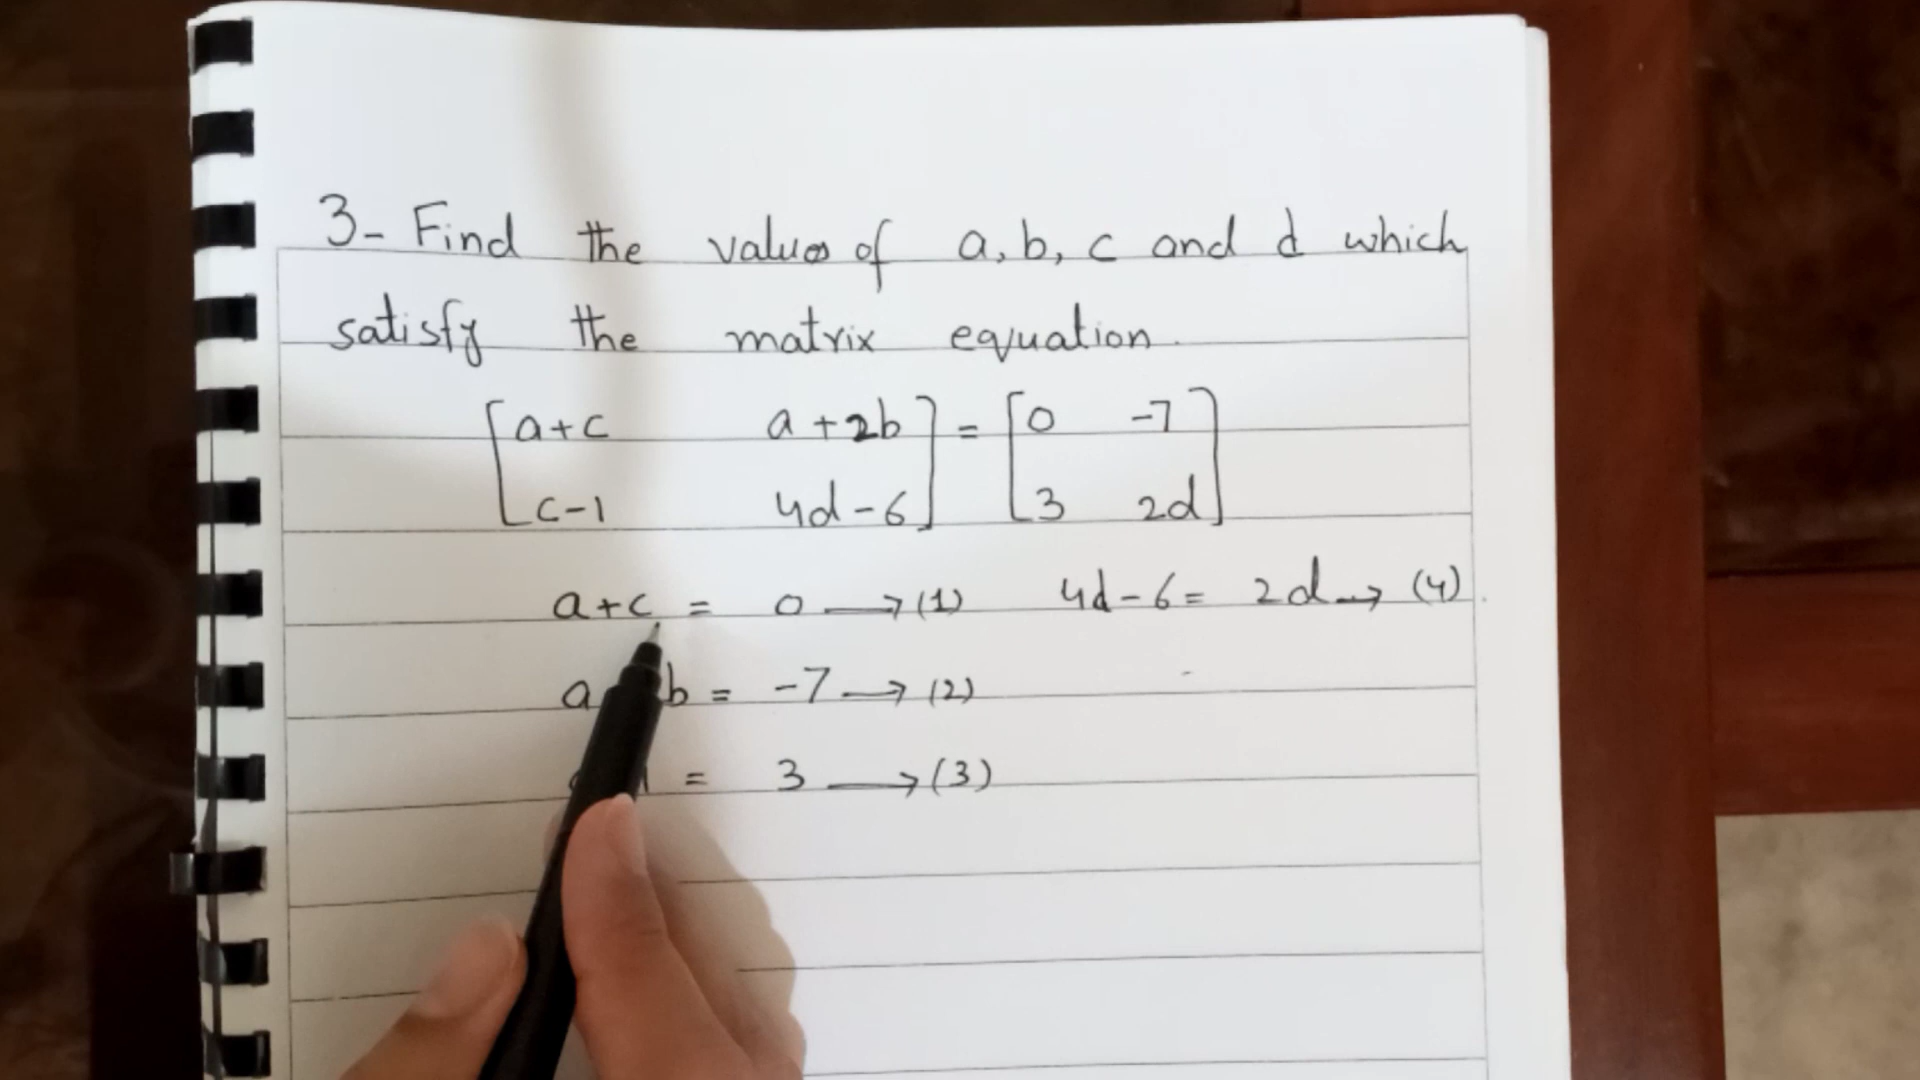 3- Find the values of a, b, c and d which
satisfy the matrix equation.
[a+c a+2b] = [0 -7]
[c-1 4d-6] [3 2d]
a+c = 0 → (1) 4d-6 = 2d → (4).
a b = -7 → (2)
= 3 → (3)